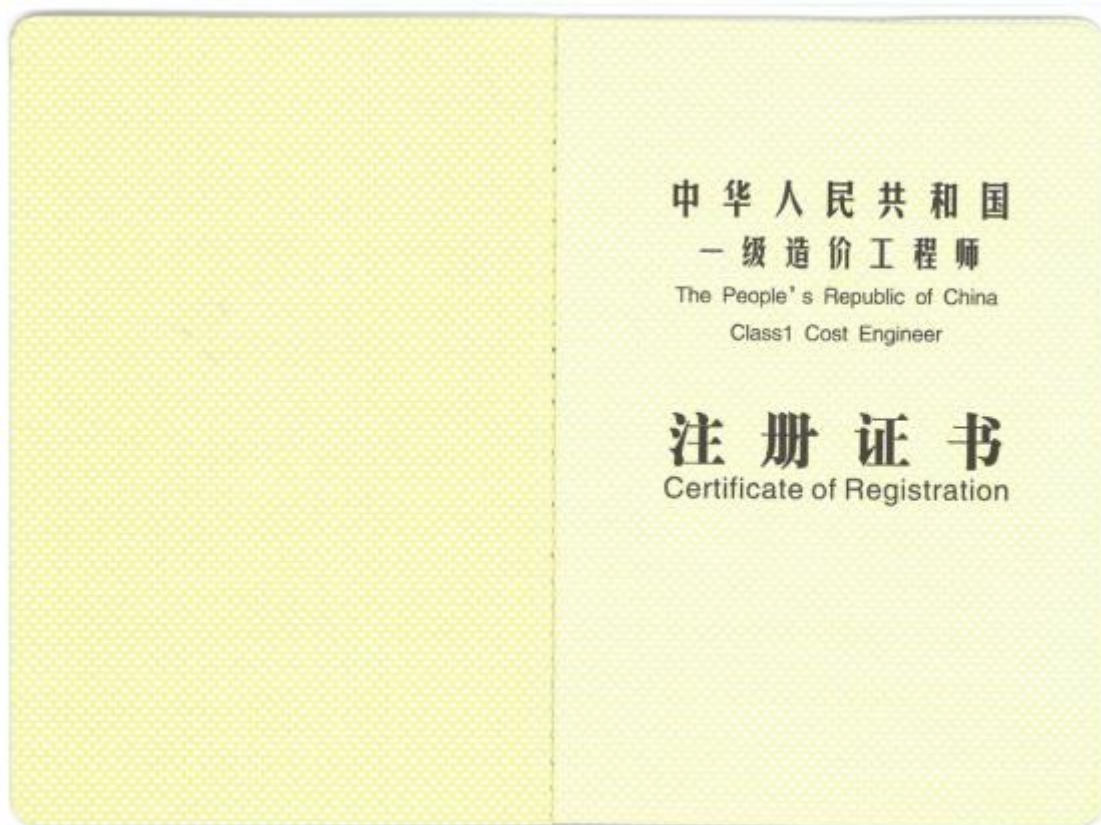 中华人民共和国
一级造价工程师
The People's Republic of China
Class1 Cost Engineer
注册证书
Certificate of Registration